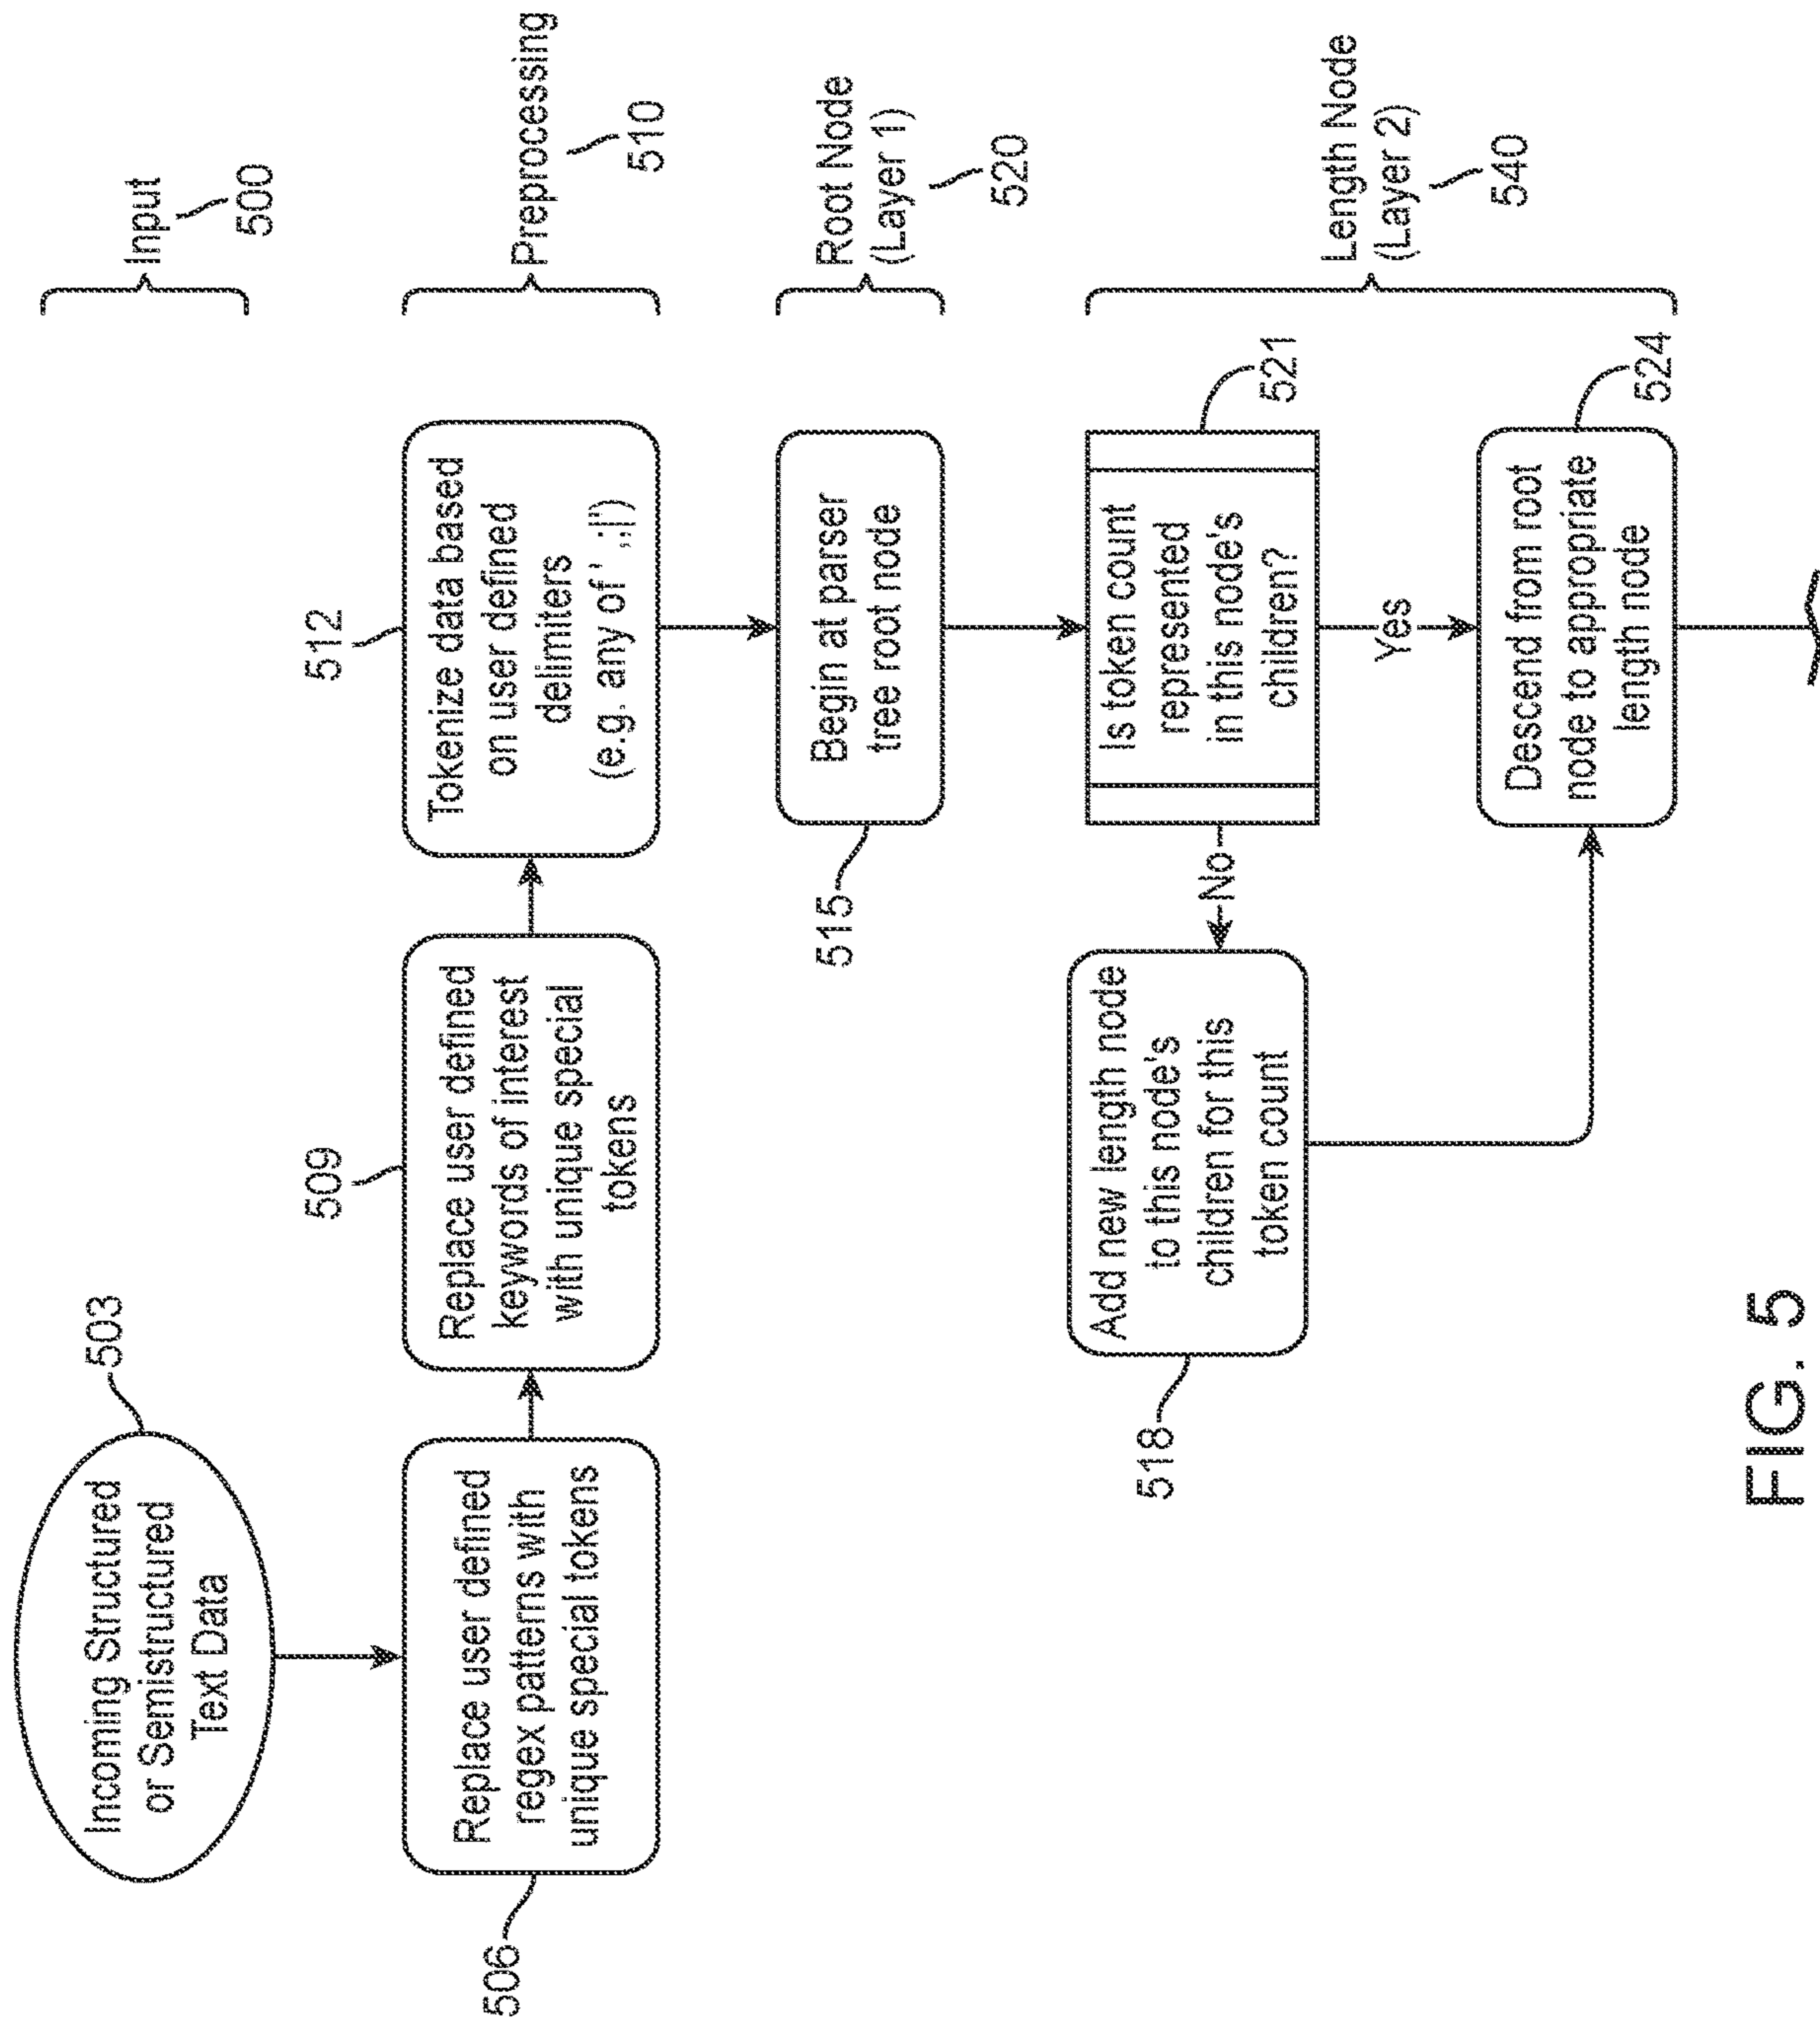 Input
500
Incoming Structured
or Semistructured
Text Data
503
Preprocessing
510
Replace user defined
regex patterns with
unique special tokens
506
Replace user defined
keywords of interest
with unique special
tokens
509
Tokenize data based
on user defined
delimiters
(e.g. any of ' ,;|')
512
Root Node
(Layer 1)
520
Begin at parser
tree root node
515
Length Node
(Layer 2)
540
Is token count
represented
in this node's
children?
521
No
Yes
Add new length node
to this node's
children for this
token count
518
Descend from root
node to appropriate
length node
524
FIG. 5